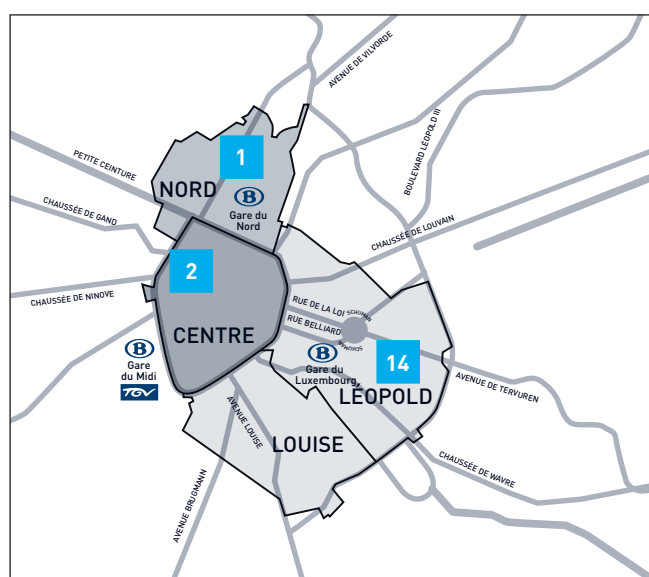 AVENUE DE VILVORDE
BOULEVARD LÉOPOLD III
PETITE CEINTURE
1
NORD
B
Gare du
Nord
CHAUSSÉE DE GAND
CHAUSSÉE DE LOUVAIN
2
CHAUSSÉE DE NINOVE
CENTRE
RUE DE LA LOI
SCHUMAN
RUE BELLIARD
SCHUMAN
B
Gare
du Midi
TGV
B
Gare du
Luxembourg
14
LÉOPOLD
AVENUE DE TERVUREN
AVENUE LOUISE
LOUISE
CHAUSSÉE DE WAVRE
AVENUE BRUGMANN